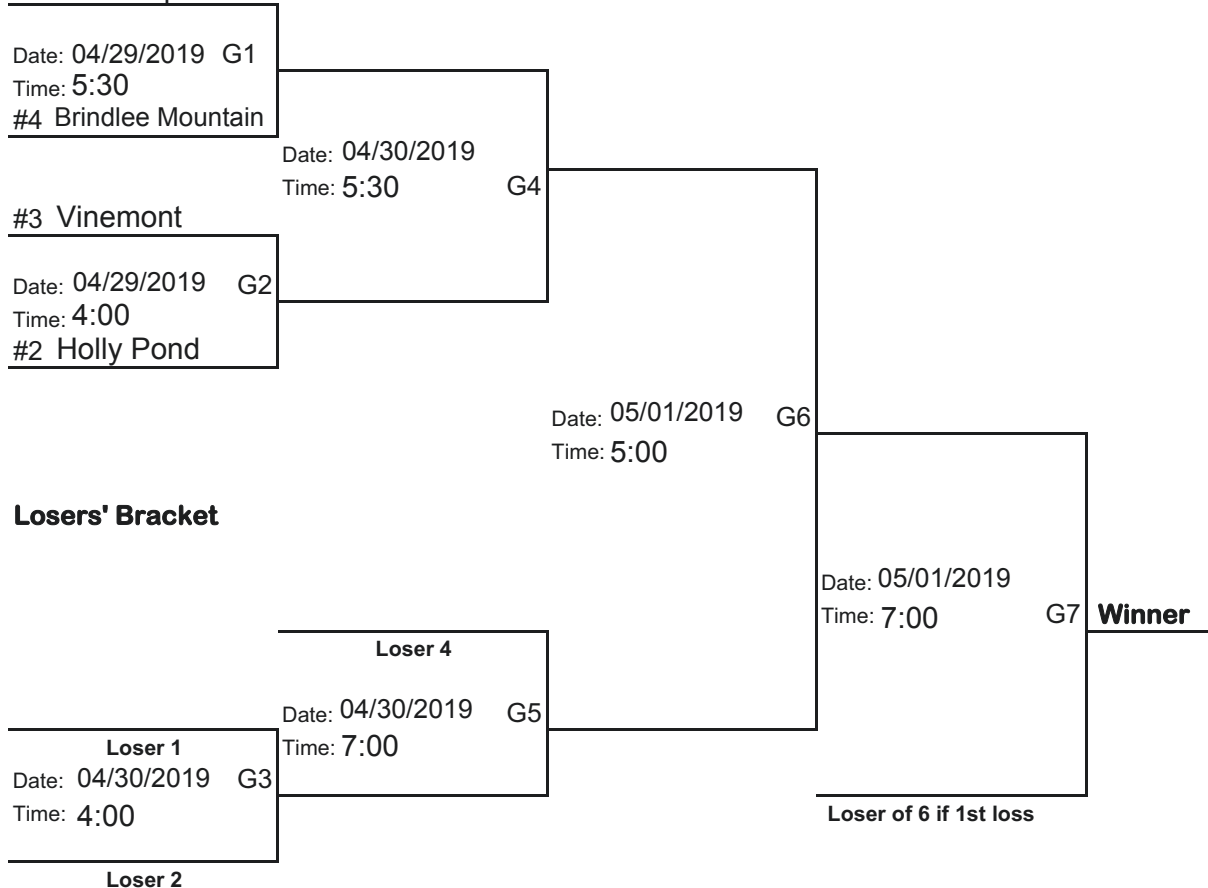 Date: 04/29/2019 G1
Time: 5:30
#4 Brindlee Mountain
Date: 04/30/2019
Time: 5:30 G4
#3 Vinemont
Date: 04/29/2019 G2
Time: 4:00
#2 Holly Pond
Date: 05/01/2019 G6
Time: 5:00
Losers' Bracket
Date: 05/01/2019
Time: 7:00 G7 Winner
Loser 4
Date: 04/30/2019 G5
Time: 7:00
Loser 1
Date: 04/30/2019 G3
Time: 4:00
Loser of 6 if 1st loss
Loser 2